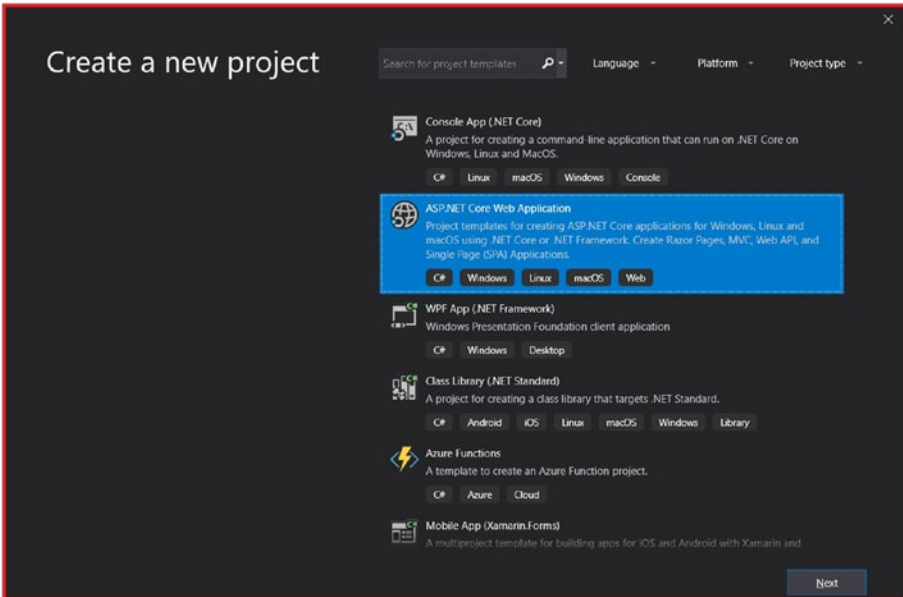 Create a new project
Search for project templates
Language
Platform
Project type
Console App (.NET Core)
A project for creating a command-line application that can run on .NET Core on
Windows, Linux and MacOS.
C# Linux macOS Windows Console
ASP.NET Core Web Application
Project templates for creating ASP.NET Core applications for Windows, Linux and
macOS using .NET Core or .NET Framework. Create Razor Pages, MVC, Web API, and
Single Page (SPA) Applications.
C# Windows Linux macOS Web
WPF App (.NET Framework)
Windows Presentation Foundation client application
C# Windows Desktop
Class Library (.NET Standard)
A project for creating a class library that targets .NET Standard.
C# Android iOS Linux macOS Windows Library
Azure Functions
A template to create an Azure Function project.
C# Azure Cloud
Mobile App (Xamarin.Forms)
A multiproject template for building apps for iOS and Android with Xamarin and
Next